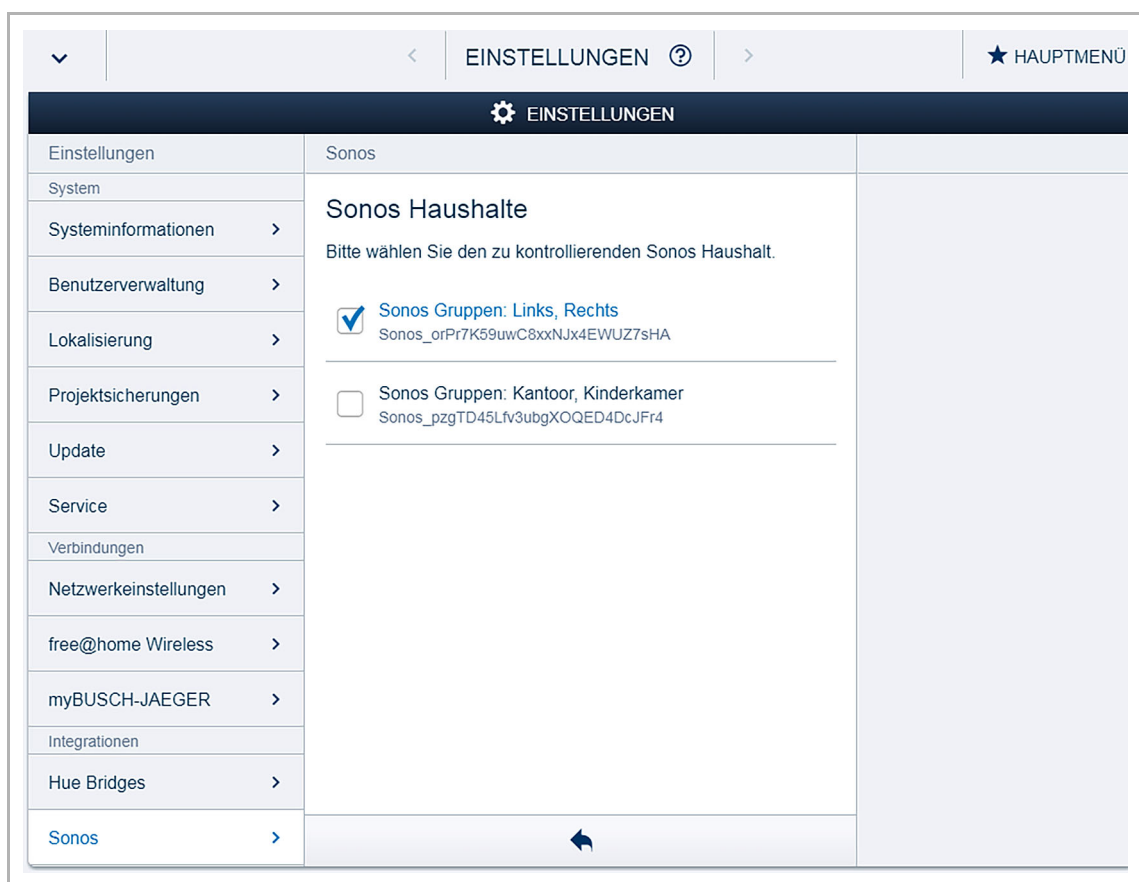 EINSTELLUNGEN ?
HAUPTMENÜ
EINSTELLUNGEN
Einstellungen
System
Systeminformationen
Benutzerverwaltung
Lokalisierung
Projektsicherungen
Update
Service
Verbindungen
Netzwerkeinstellungen
free@home Wireless
myBUSCH-JAEGER
Integrationen
Hue Bridges
Sonos
Sonos
Sonos Haushalte
Bitte wählen Sie den zu kontrollierenden Sonos Haushalt.
Sonos Gruppen: Links, Rechts
Sonos_orPr7K59uwC8xxNJx4EWUZ7sHA
Sonos Gruppen: Kantoor, Kinderkamer
Sonos_pzgTD45Lfv3ubgXOQED4DcJFr4